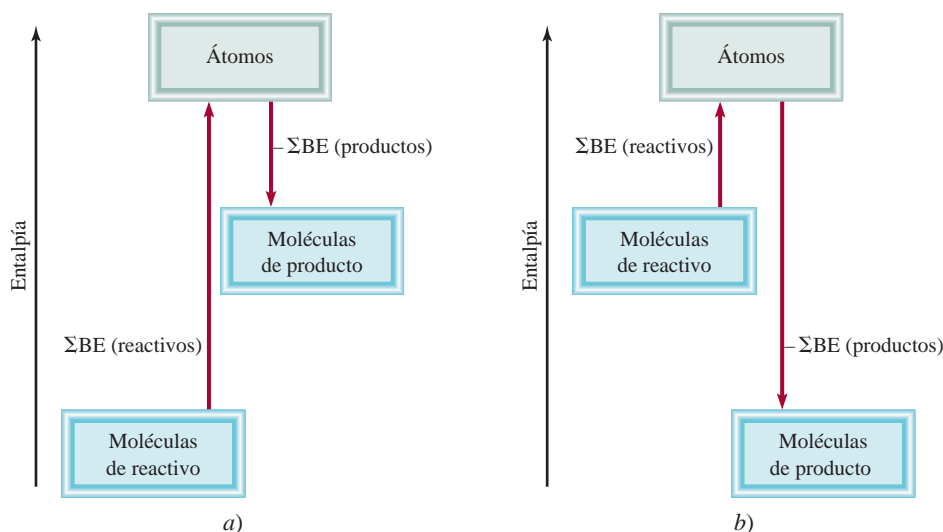 Átomos
– ΣBE (productos)
Entalpía
Moléculas
de producto
ΣBE (reactivos)
Moléculas
de reactivo
a)
Átomos
ΣBE (reactivos)
Entalpía
Moléculas
de reactivo
– ΣBE (productos)
Moléculas
de producto
b)